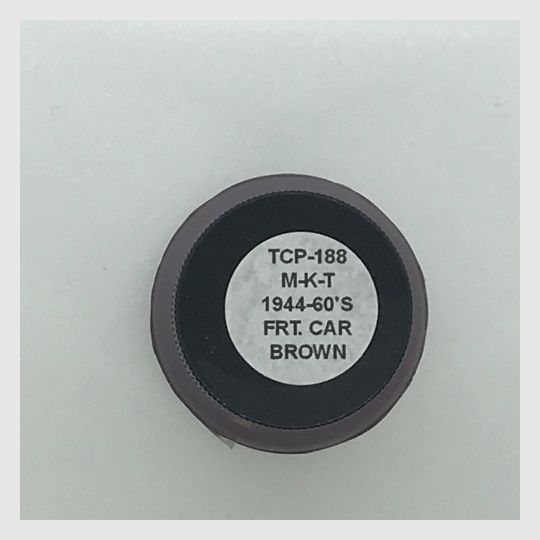 TCP-188
M-K-T
1944-60'S
FRT. CAR
BROWN